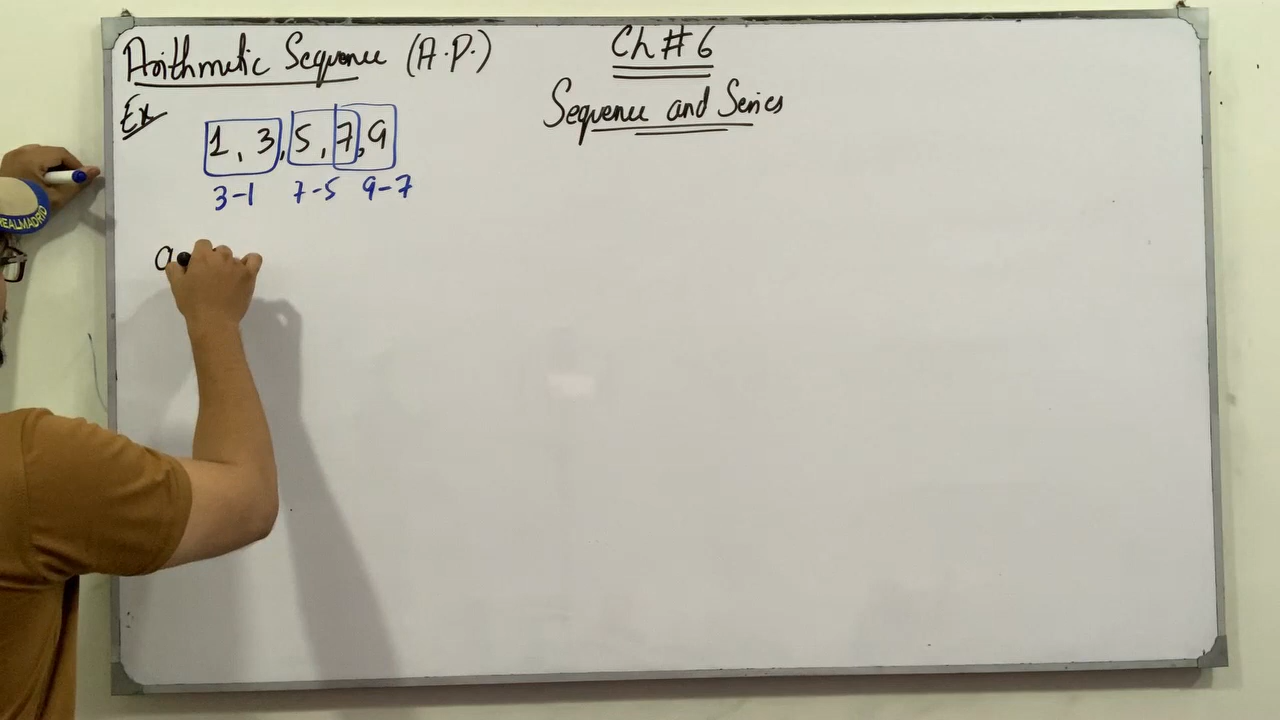 Arithmetic Sequence (A.P.)
Ch # 6
Sequence and Series
Ex
1, 3, 5, 7, 9
3-1 7-5 9-7
a
REALMADRID